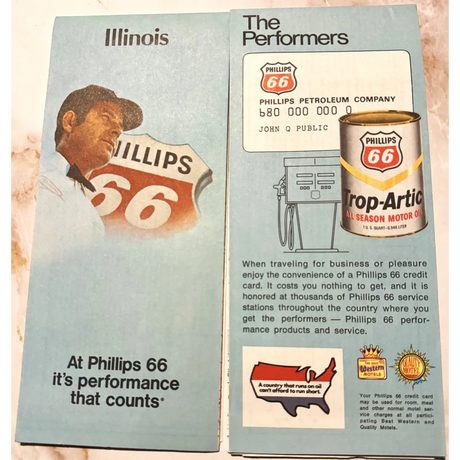 Illinois
PHILLIPS
66
At Phillips 66
it's performance
that counts*
The
Performers
PHILLIPS
66
PHILLIPS PETROLEUM COMPANY
680 000 000 0
JOHN Q PUBLIC
PHILLIPS
66
Trop-Artic
ALL SEASON MOTOR OIL
1 U.S. QUART-0.946 LITER
When traveling for business or pleasure
enjoy the convenience of a Phillips 66 credit
card. It costs you nothing to get, and it is
honored at thousands of Phillips 66 service
stations throughout the country where you
get the performers — Phillips 66 perfor-
mance products and service.
A country that runs on oil
can't afford to run short.
Best
Western
MOTELS
QUALITY
MOTEL
Your Phillips 66 credit card
may be used for room, meal
and other normal motel ser-
vice charges at all partici-
pating Best Western and
Quality Motels.